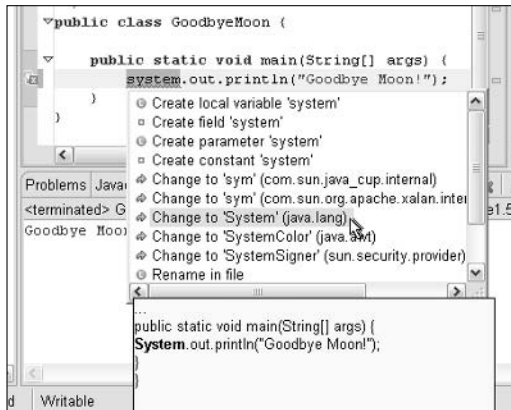 public class GoodbyeMoon {
public static void main(String[] args) {
system.out.println("Goodbye Moon!");
}
}
Create local variable 'system'
Create field 'system'
Create parameter 'system'
Create constant 'system'
Change to 'sym' (com.sun.java_cup.internal)
Change to 'sym' (com.sun.org.apache.xalan.inter
Change to 'System' (java.lang)
Change to 'SystemColor' (java.awt)
Change to 'SystemSigner' (sun.security.provider)
Rename in file
Problems Java
<terminated> G
e1.5
Goodbye Moo
...
public static void main(String[] args) {
System.out.println("Goodbye Moon!");
}
}
d Writable